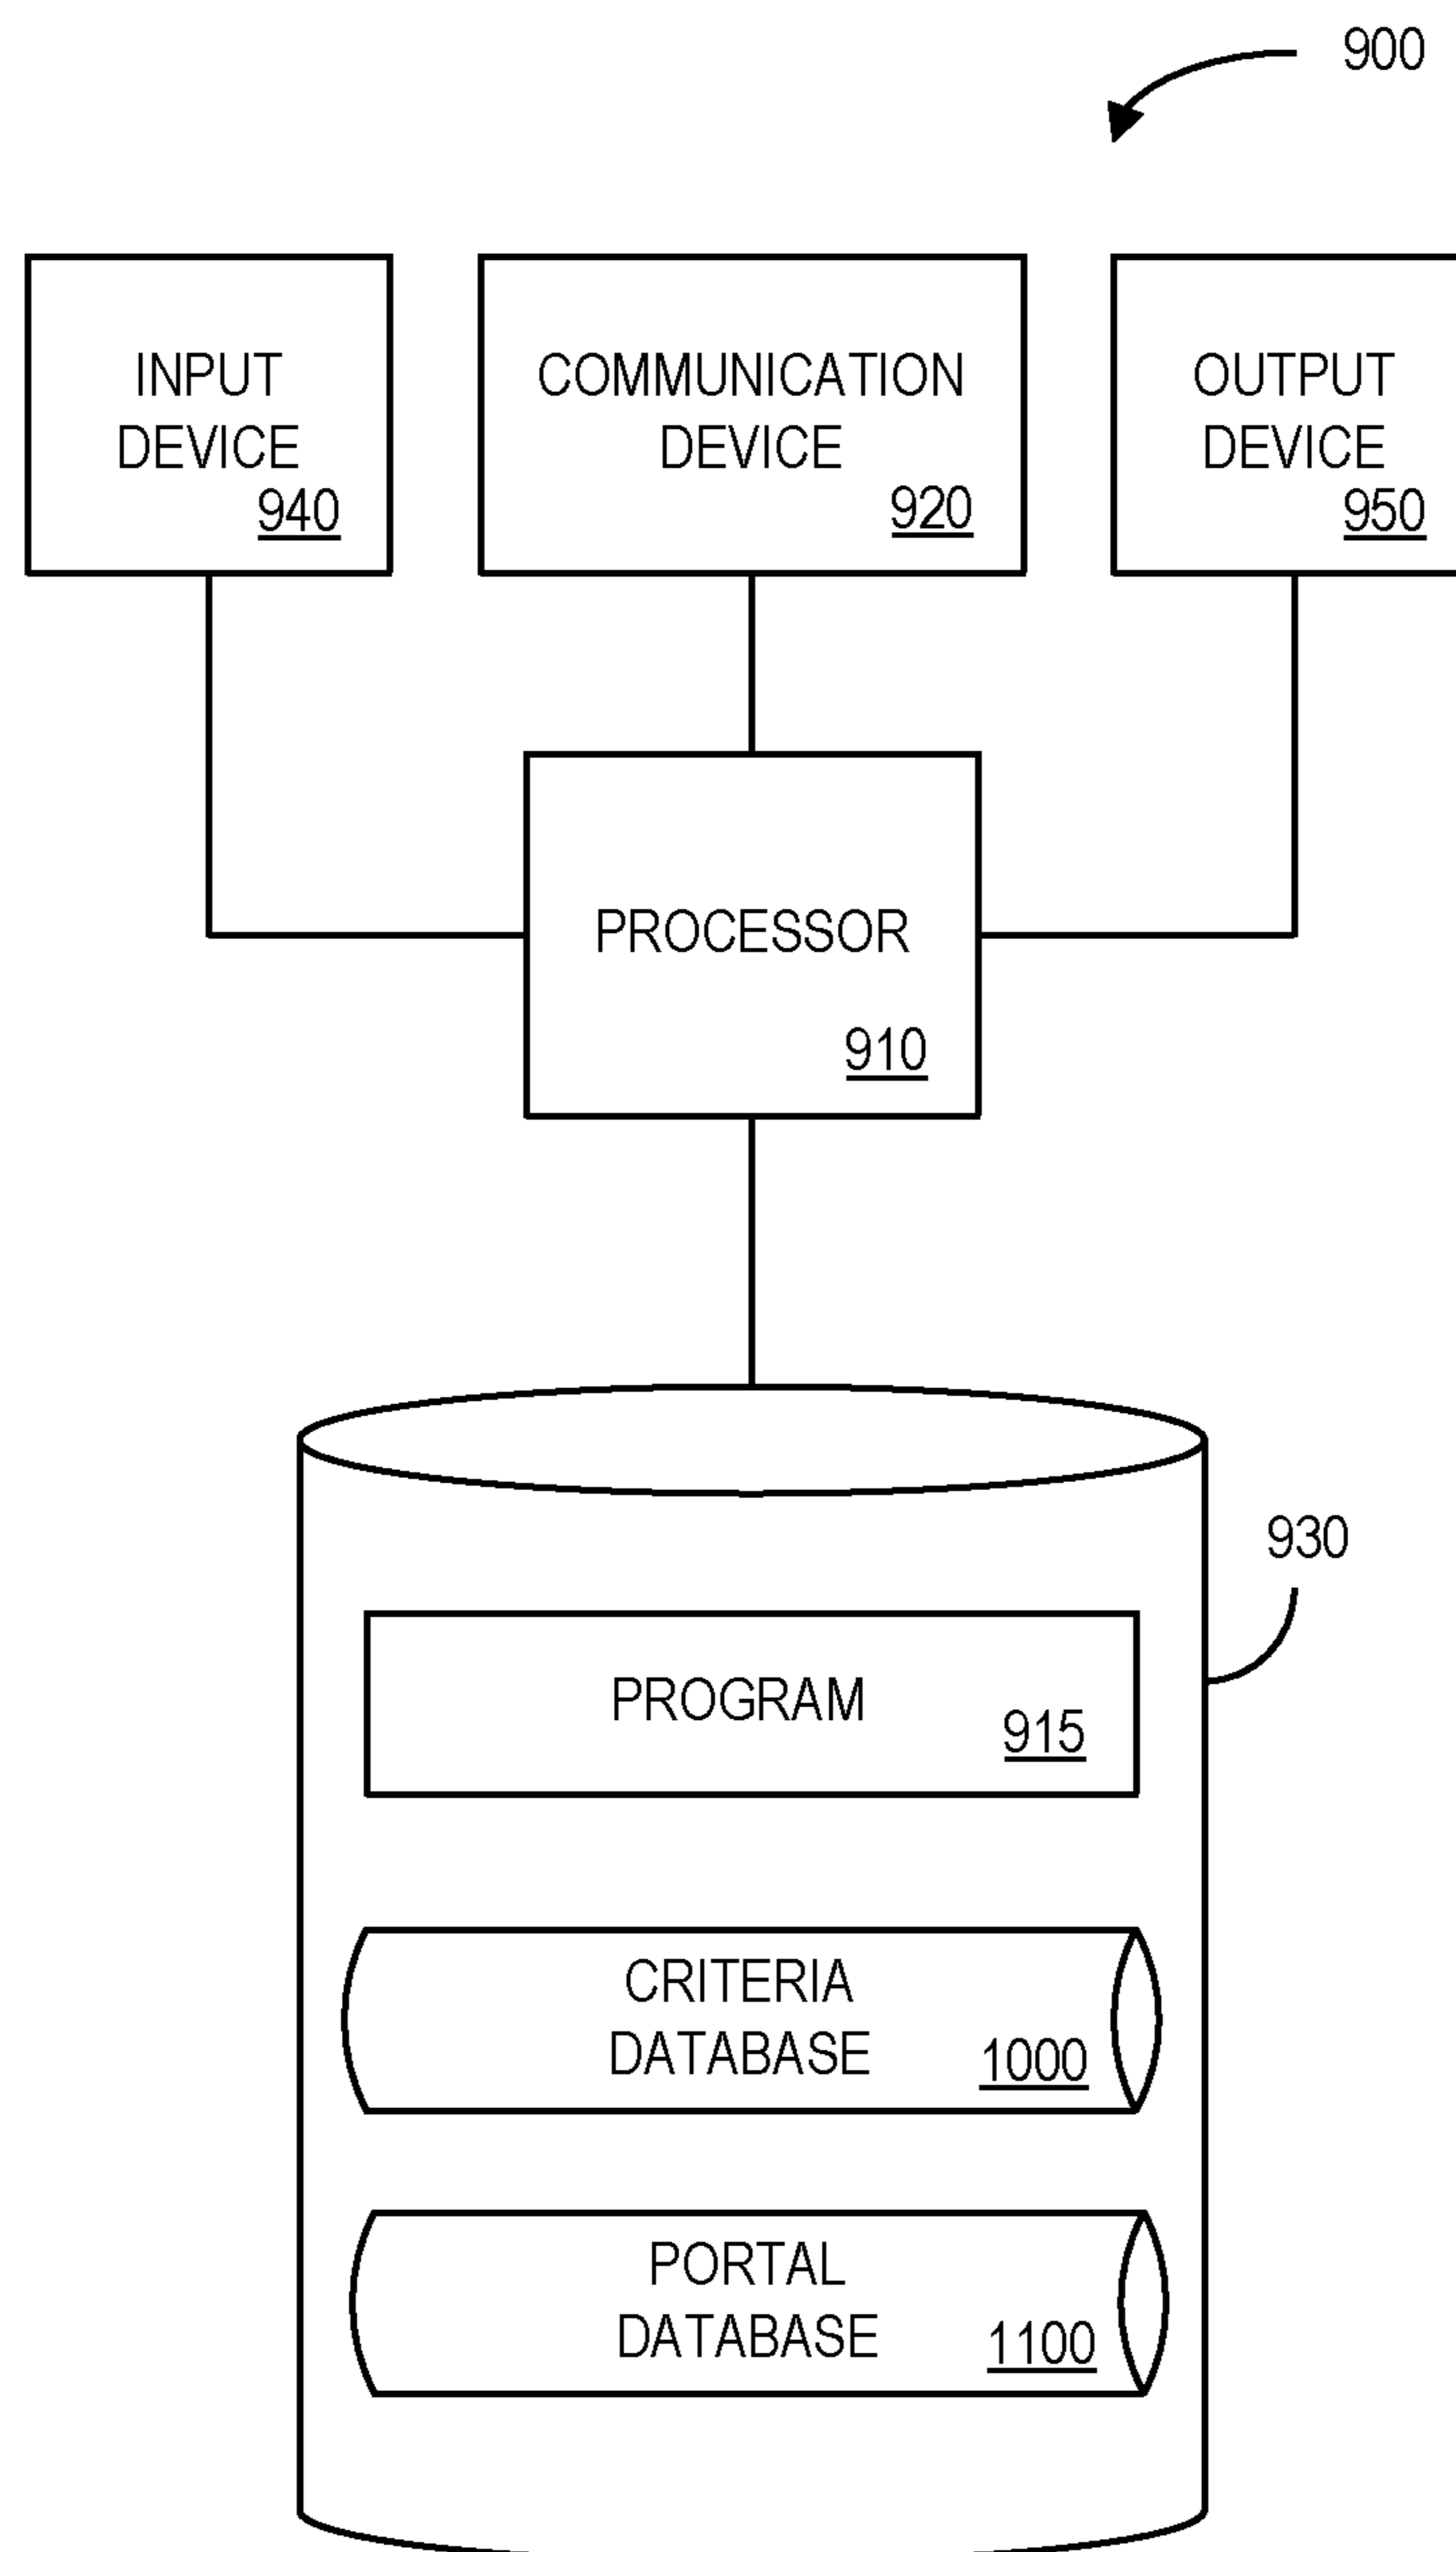 900
INPUT
DEVICE
940
COMMUNICATION
DEVICE
920
OUTPUT
DEVICE
950
PROCESSOR
910
930
PROGRAM
915
CRITERIA
DATABASE
1000
PORTAL
DATABASE
1100